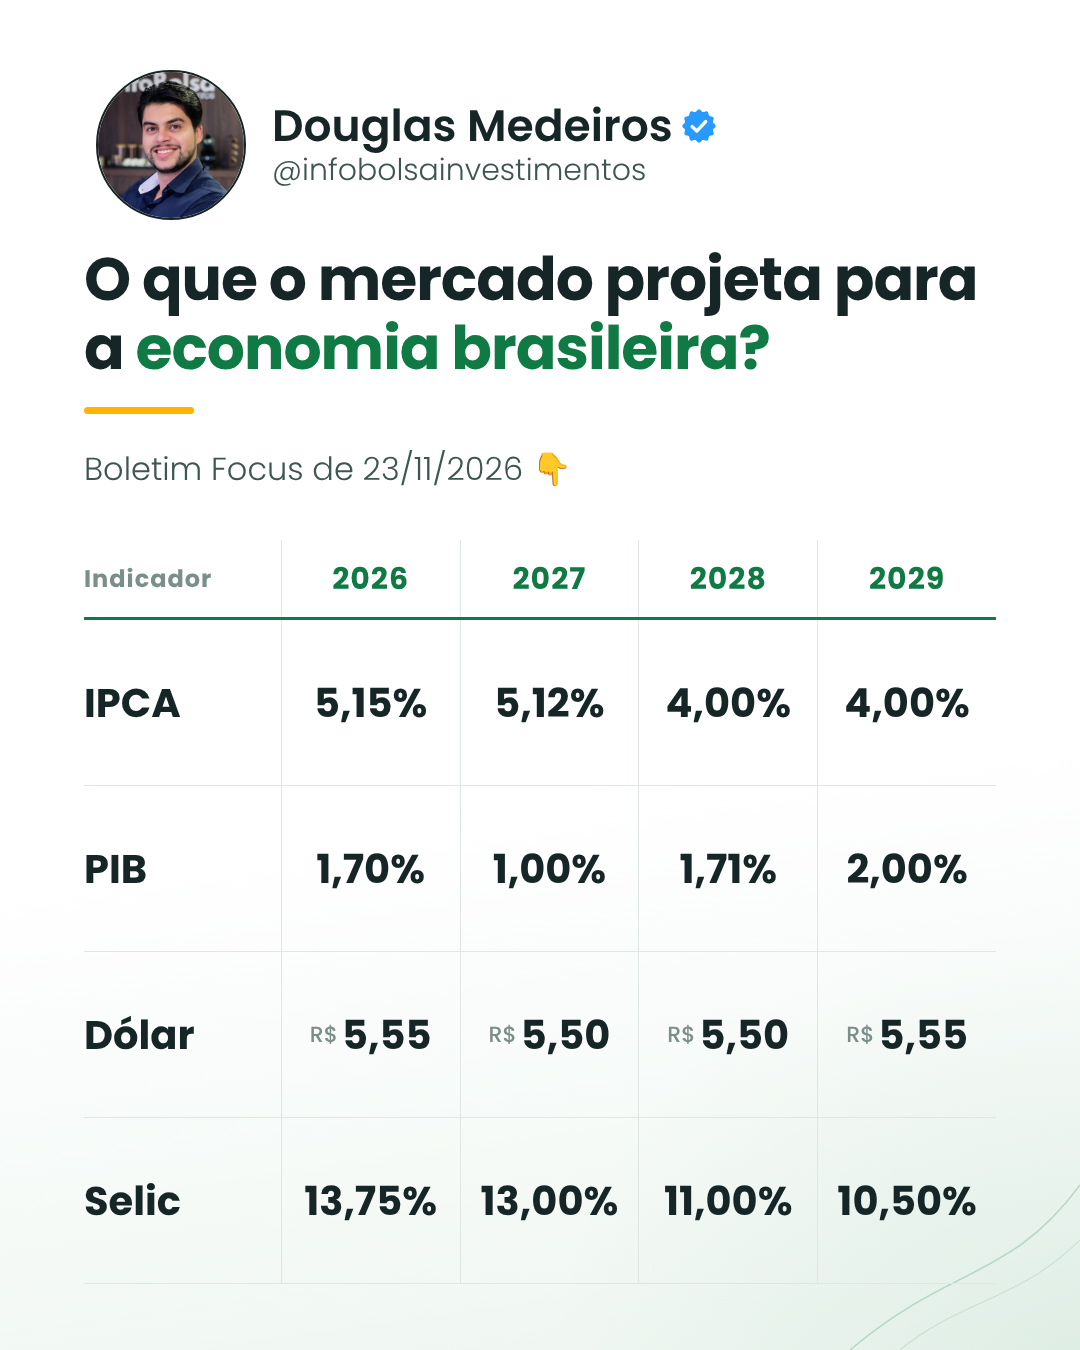 Douglas Medeiros
@infobolsainvestimentos
O que o mercado projeta para
a economia brasileira?
Boletim Focus de 23/11/2026 👇
Indicador 2026 2027 2028 2029
IPCA 5,15% 5,12% 4,00% 4,00%
PIB 1,70% 1,00% 1,71% 2,00%
Dólar R$ 5,55 R$ 5,50 R$ 5,50 R$ 5,55
Selic 13,75% 13,00% 11,00% 10,50%